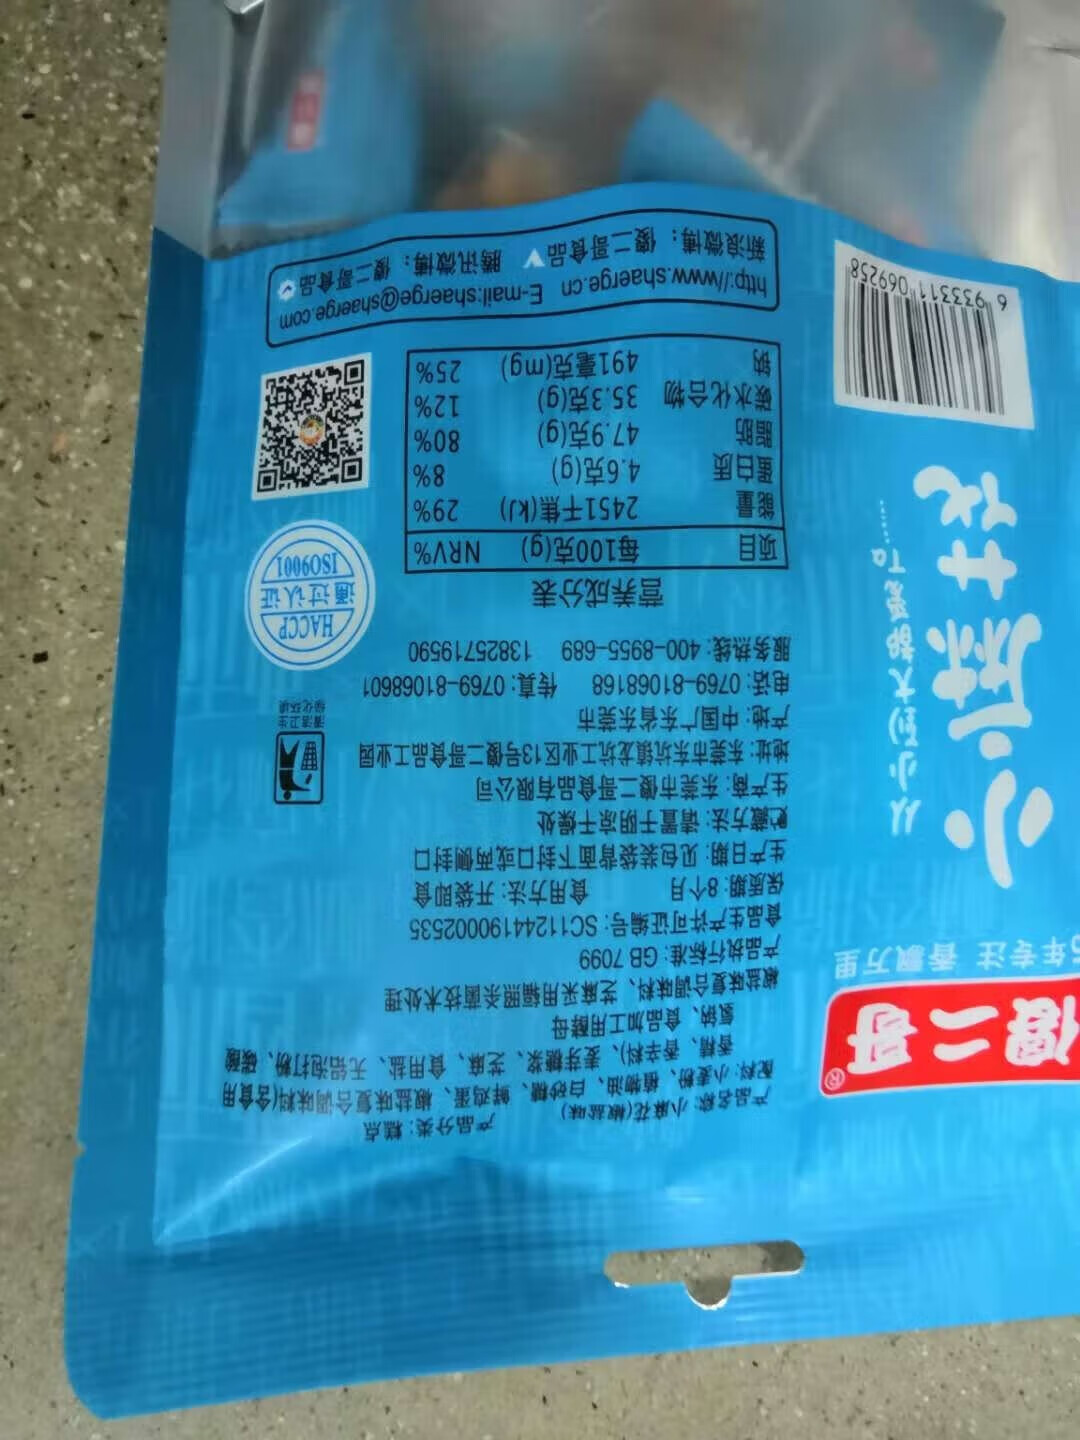 傻二哥®
5年专注 香飘万里
小麻花
从小到大都爱Ta……
6 933311 069258
产品名称: 小麻花(椒盐味) 产品分类: 糕点
配料: 小麦粉、植物油、白砂糖、鲜鸡蛋、椒盐味复合调味料(含食用
香精、香辛料)、麦芽糖浆、芝麻、食用盐、无铝泡打粉、碳酸
氢钠、食品加工用酵母
椒盐味复合调味料、芝麻采用辐照杀菌技术处理
产品执行标准: GB 7099
食品生产许可证编号: SC11244190002535
保质期: 8个月 食用方法: 开袋即食
生产日期: 见包装袋背面下封口或两侧封口
贮藏方法: 请置于阴凉干燥处
生产商: 东莞市傻二哥食品有限公司
地址: 东莞市东坑镇龙坑工业区13号傻二哥食品工业园
产地: 中国广东省东莞市
电话: 0769-81068168 传真: 0769-81068601
服务热线: 400-8955-689 13825719590
清洁卫生
绿化环境
HACCP
通过认证
ISO9001
营养成分表
项目 每100克(g) NRV%
能量 2451千焦(kJ) 29%
蛋白质 4.6克(g) 8%
脂肪 47.9克(g) 80%
碳水化合物 35.3克(g) 12%
钠 491毫克(mg) 25%
http://www.shaerge.cn E-mail:shaerge@shaerge.com
新浪微博: 傻二哥食品 腾讯微博: 傻二哥食品